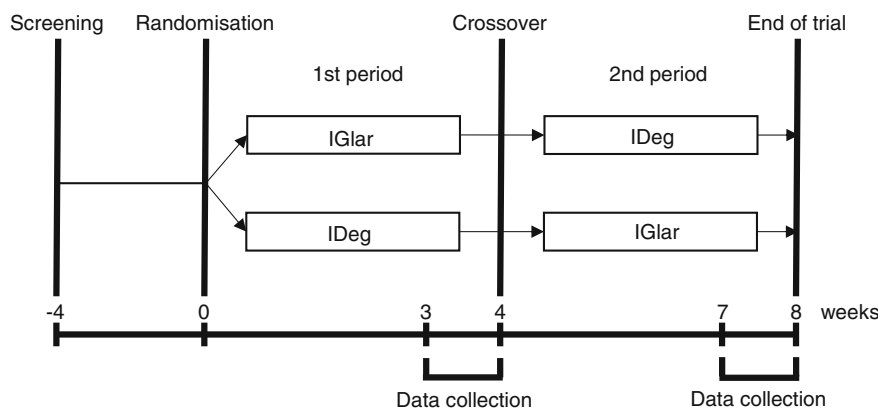 Screening Randomisation Crossover End of trial
1st period 2nd period
IGlar IDeg
IDeg IGlar
-4 0 3 4 7 8 weeks
Data collection Data collection